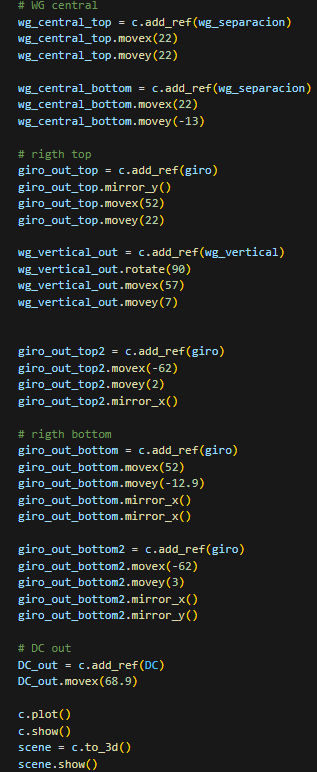 # WG central
wg_central_top = c.add_ref(wg_separacion)
wg_central_top.movex(22)
wg_central_top.movey(22)

wg_central_bottom = c.add_ref(wg_separacion)
wg_central_bottom.movex(22)
wg_central_bottom.movey(-13)

# rigth top
giro_out_top = c.add_ref(giro)
giro_out_top.mirror_y()
giro_out_top.movex(52)
giro_out_top.movey(22)

wg_vertical_out = c.add_ref(wg_vertical)
wg_vertical_out.rotate(90)
wg_vertical_out.movex(57)
wg_vertical_out.movey(7)

giro_out_top2 = c.add_ref(giro)
giro_out_top2.movex(-62)
giro_out_top2.movey(2)
giro_out_top2.mirror_x()

# rigth bottom
giro_out_bottom = c.add_ref(giro)
giro_out_bottom.movex(52)
giro_out_bottom.movey(-12.9)
giro_out_bottom.mirror_x()
giro_out_bottom.mirror_x()

giro_out_bottom2 = c.add_ref(giro)
giro_out_bottom2.movex(-62)
giro_out_bottom2.movey(3)
giro_out_bottom2.mirror_x()
giro_out_bottom2.mirror_y()

# DC out
DC_out = c.add_ref(DC)
DC_out.movex(68.9)

c.plot()
c.show()
scene = c.to_3d()
scene.show()